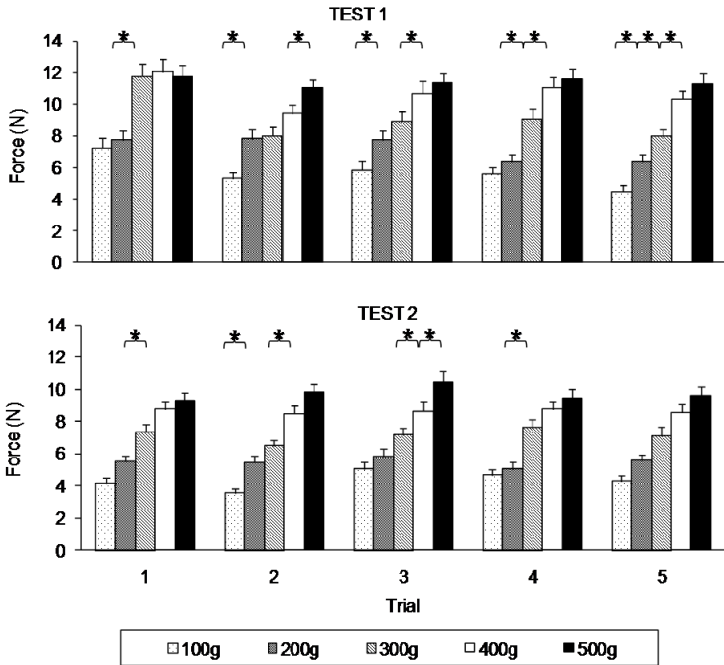 TEST 1
* * * * * * * * * * *
14
12
10
8
6
4
2
0
Force (N)
TEST 2
* * * * * *
14
12
10
8
6
4
2
0
Force (N)
1 2 3 4 5
Trial
100g 200g 300g 400g 500g